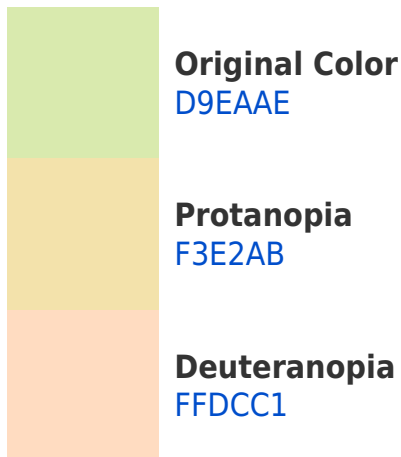 Original Color
D9EAAE
Protanopia
F3E2AB
Deuteranopia
FFDCC1